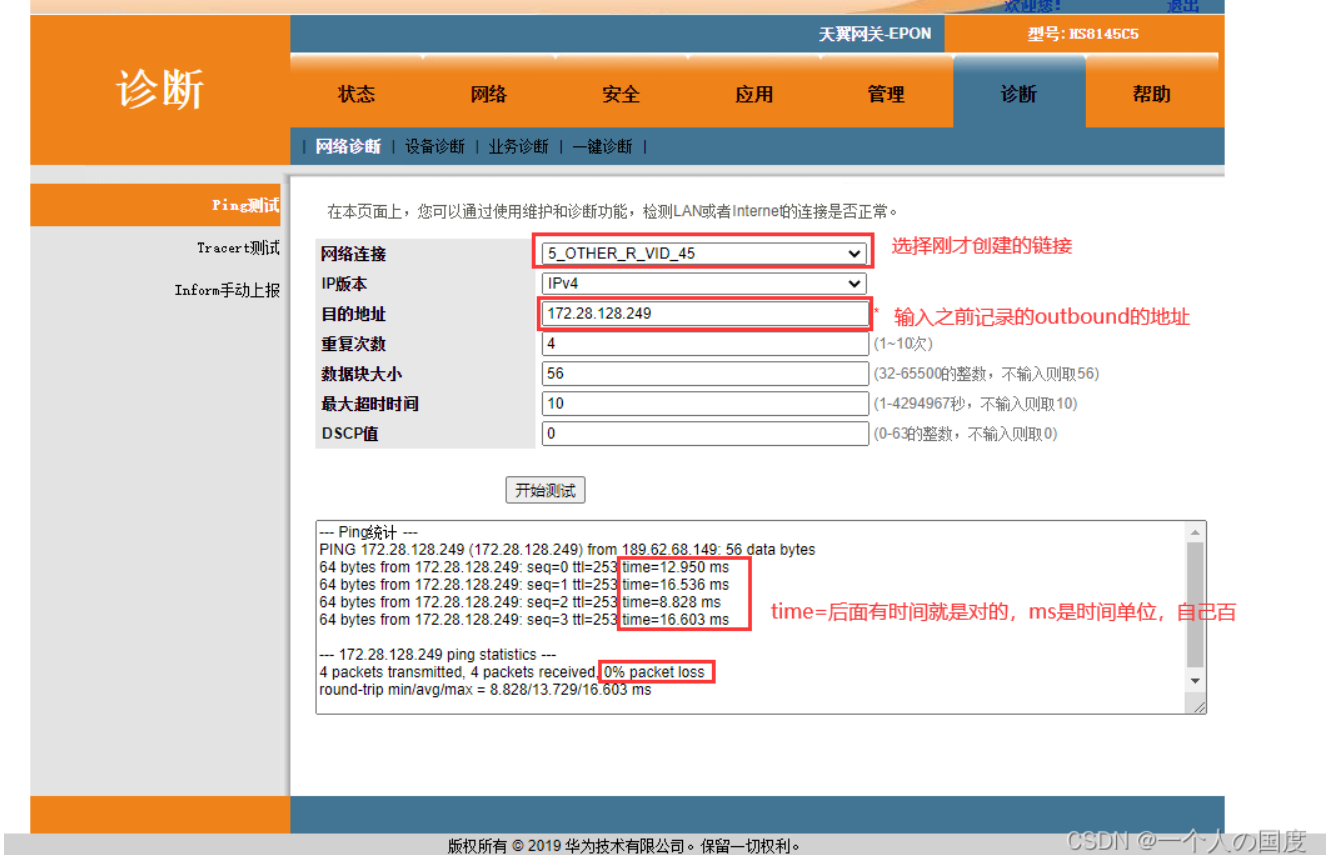 欢迎您! 退出
天翼网关-EPON 型号: HS8145C5
诊断
状态 网络 安全 应用 管理 诊断 帮助
| 网络诊断 | 设备诊断 | 业务诊断 | 一键诊断 |
Ping测试
Tracert测试
Inform手动上报
在本页面上，您可以通过使用维护和诊断功能，检测LAN或者Internet的连接是否正常。
网络连接 5_OTHER_R_VID_45 选择刚才创建的链接
IP版本 IPv4
目的地址 172.28.128.249 * 输入之前记录的outbound的地址
重复次数 4 (1~10次)
数据块大小 56 (32-65500的整数，不输入则取56)
最大超时时间 10 (1-4294967秒，不输入则取10)
DSCP值 0 (0-63的整数，不输入则取0)
开始测试
--- Ping统计 ---
PING 172.28.128.249 (172.28.128.249) from 189.62.68.149: 56 data bytes
64 bytes from 172.28.128.249: seq=0 ttl=253 time=12.950 ms
64 bytes from 172.28.128.249: seq=1 ttl=253 time=16.536 ms
64 bytes from 172.28.128.249: seq=2 ttl=253 time=8.828 ms
64 bytes from 172.28.128.249: seq=3 ttl=253 time=16.603 ms
time=后面有时间就是对的，ms是时间单位，自己百
--- 172.28.128.249 ping statistics ---
4 packets transmitted, 4 packets received, 0% packet loss
round-trip min/avg/max = 8.828/13.729/16.603 ms
版权所有 © 2019 华为技术有限公司。保留一切权利。
CSDN @一个人の国度